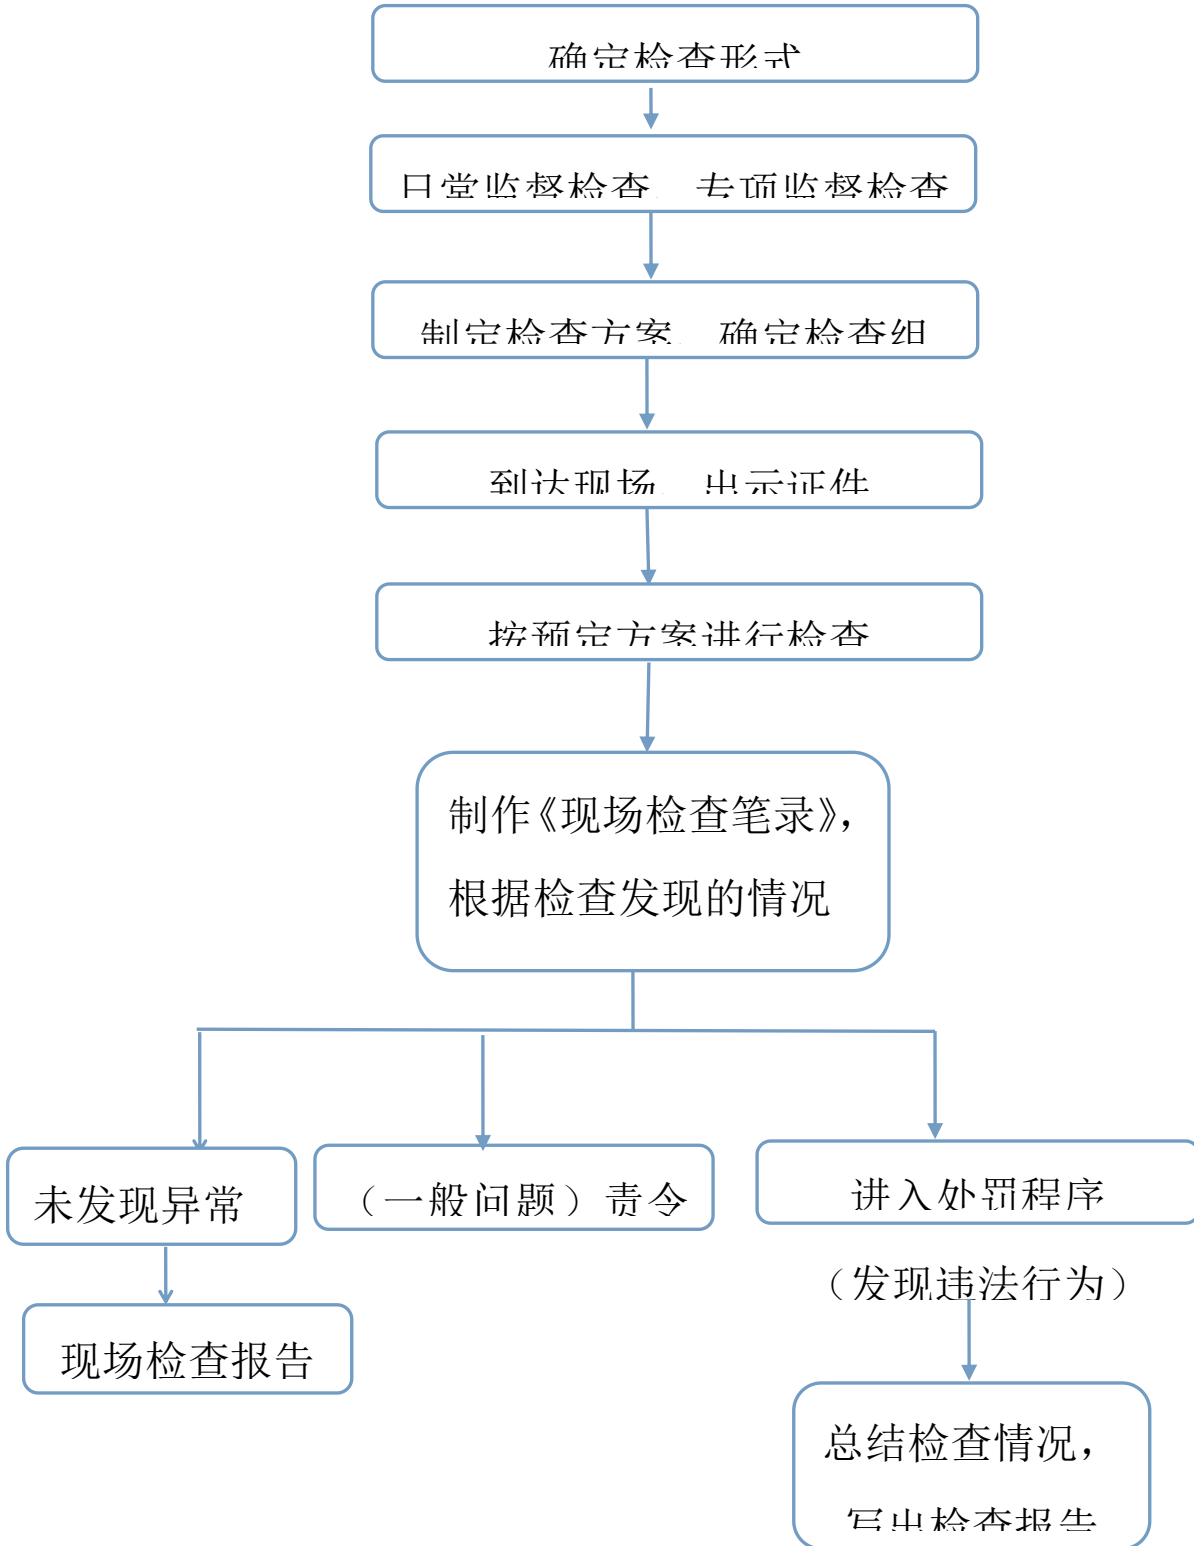 确定检查形式
日常监督检查、专项监督检查
制定检查方案、确定检查组
到达现场、出示证件
按预定方案进行检查
制作《现场检查笔录》，
根据检查发现的情况
未发现异常
（一般问题）责令
进入处罚程序
（发现违法行为）
现场检查报告
总结检查情况，
写出检查报告